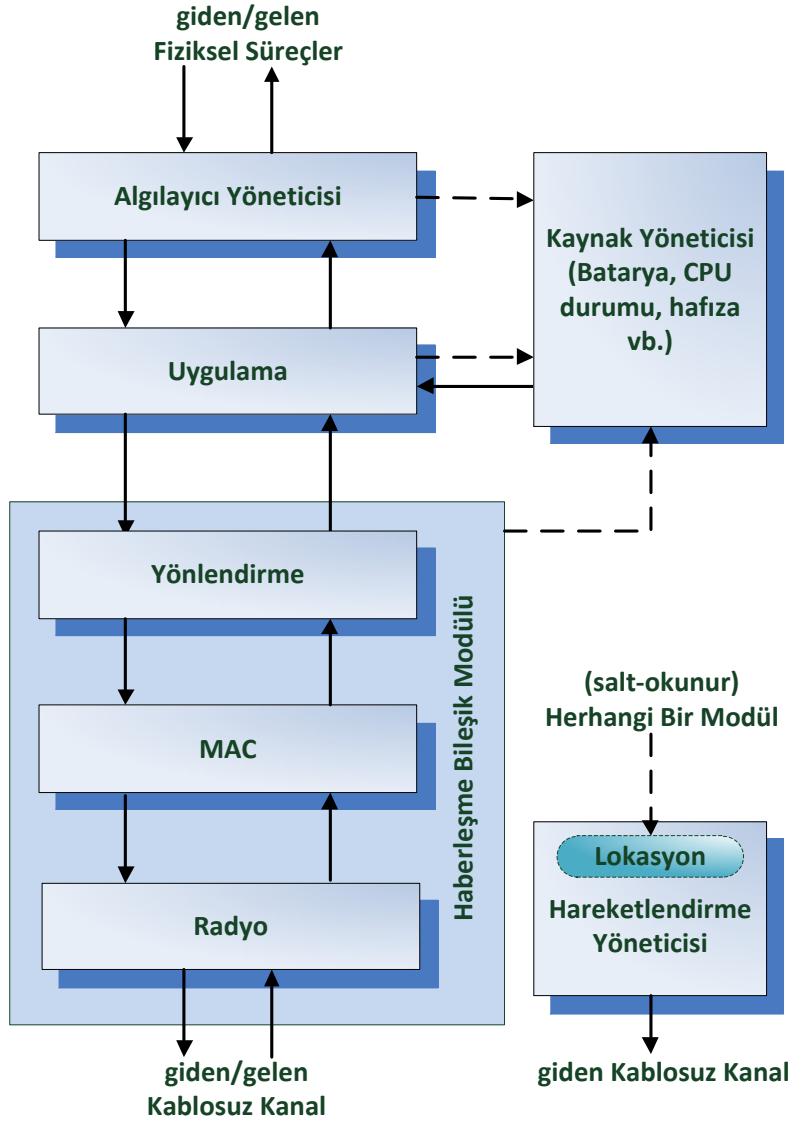 giden/gelen
Fiziksel Süreçler
Algılayıcı Yöneticisi
Kaynak Yöneticisi
(Batarya, CPU
durumu, hafıza
vb.)
Uygulama
Yönlendirme
Haberleşme Bileşik Modülü
MAC
Radyo
giden/gelen
Kablosuz Kanal
(salt-okunur)
Herhangi Bir Modül
Lokasyon
Hareketlendirme
Yöneticisi
giden Kablosuz Kanal